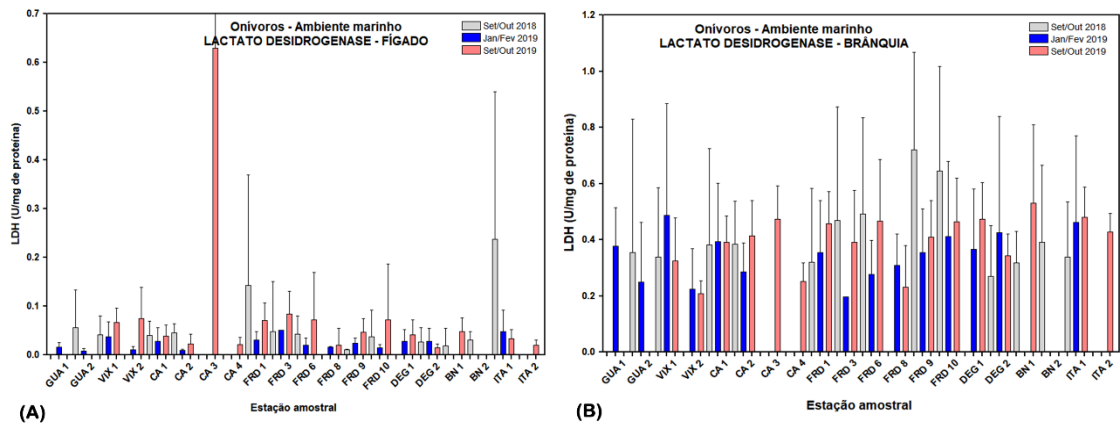 Onivoros - Ambiente marinho
LACTATO DESIDROGENASE - FÍGADO
Set/Out 2018
Jan/Fev 2019
Set/Out 2019
LDH (U/mg de proteína)
0.7
0.6
0.5
0.4
0.3
0.2
0.1
0.0
GUA 1
GUA 2
VIX 1
VIX 2
CA 1
CA 2
CA 3
CA 4
FRD 1
FRD 3
FRD 6
FRD 8
FRD 9
FRD 10
DEG 1
DEG 2
BN 1
BN 2
ITA 1
ITA 2
Estação amostral
(A)
Onivoros - Ambiente marinho
LACTATO DESIDROGENASE - BRÂNQUIA
Set/Out 2018
Jan/Fev 2019
Set/Out 2019
LDH (U/mg de proteína)
1.2
1.0
0.8
0.6
0.4
0.2
0.0
GUA 1
GUA 2
VIX 1
VIX 2
CA 1
CA 2
CA 3
CA 4
FRD 1
FRD 3
FRD 6
FRD 8
FRD 9
FRD 10
DEG 1
DEG 2
BN 1
BN 2
ITA 1
ITA 2
Estação amostral
(B)